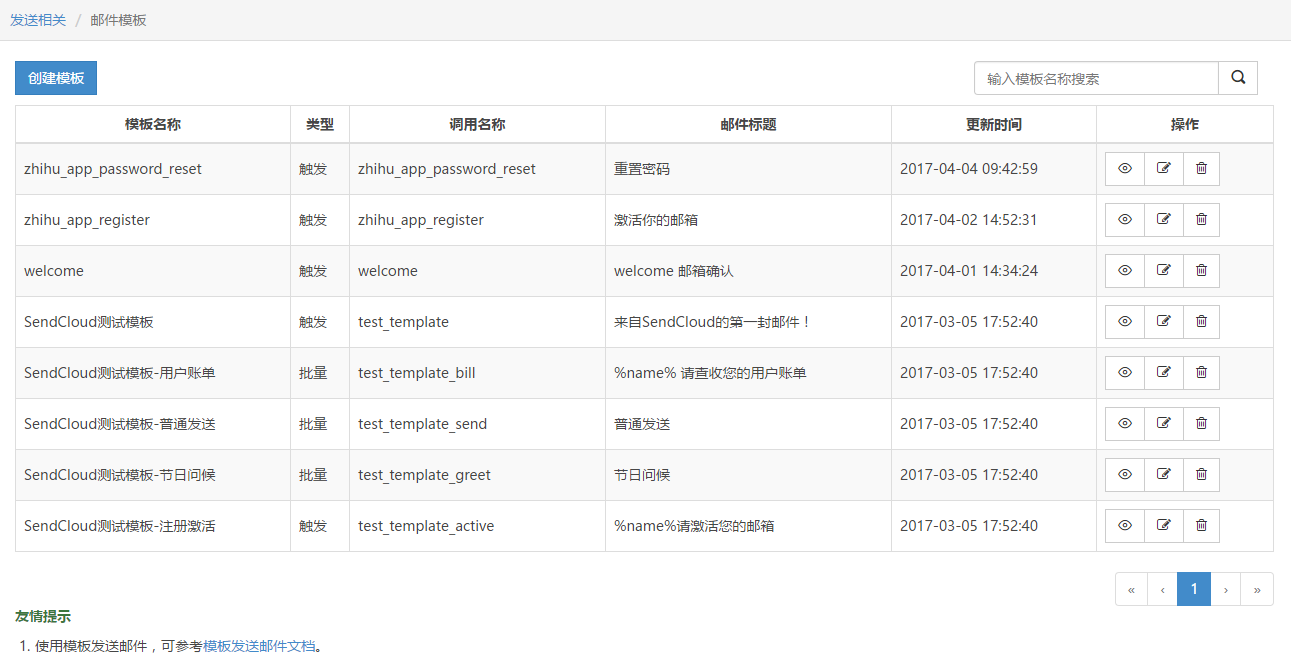 发送相关 / 邮件模板
创建模板 输入模板名称搜索
模板名称 类型 调用名称 邮件标题 更新时间 操作
zhihu_app_password_reset 触发 zhihu_app_password_reset 重置密码 2017-04-04 09:42:59
zhihu_app_register 触发 zhihu_app_register 激活你的邮箱 2017-04-02 14:52:31
welcome 触发 welcome welcome 邮箱确认 2017-04-01 14:34:24
SendCloud测试模板 触发 test_template 来自SendCloud的第一封邮件！ 2017-03-05 17:52:40
SendCloud测试模板-用户账单 批量 test_template_bill %name% 请查收您的用户账单 2017-03-05 17:52:40
SendCloud测试模板-普通发送 批量 test_template_send 普通发送 2017-03-05 17:52:40
SendCloud测试模板-节日问候 批量 test_template_greet 节日问候 2017-03-05 17:52:40
SendCloud测试模板-注册激活 触发 test_template_active %name%请激活您的邮箱 2017-03-05 17:52:40
« ‹ 1 › »
友情提示
1. 使用模板发送邮件，可参考模板发送邮件文档。